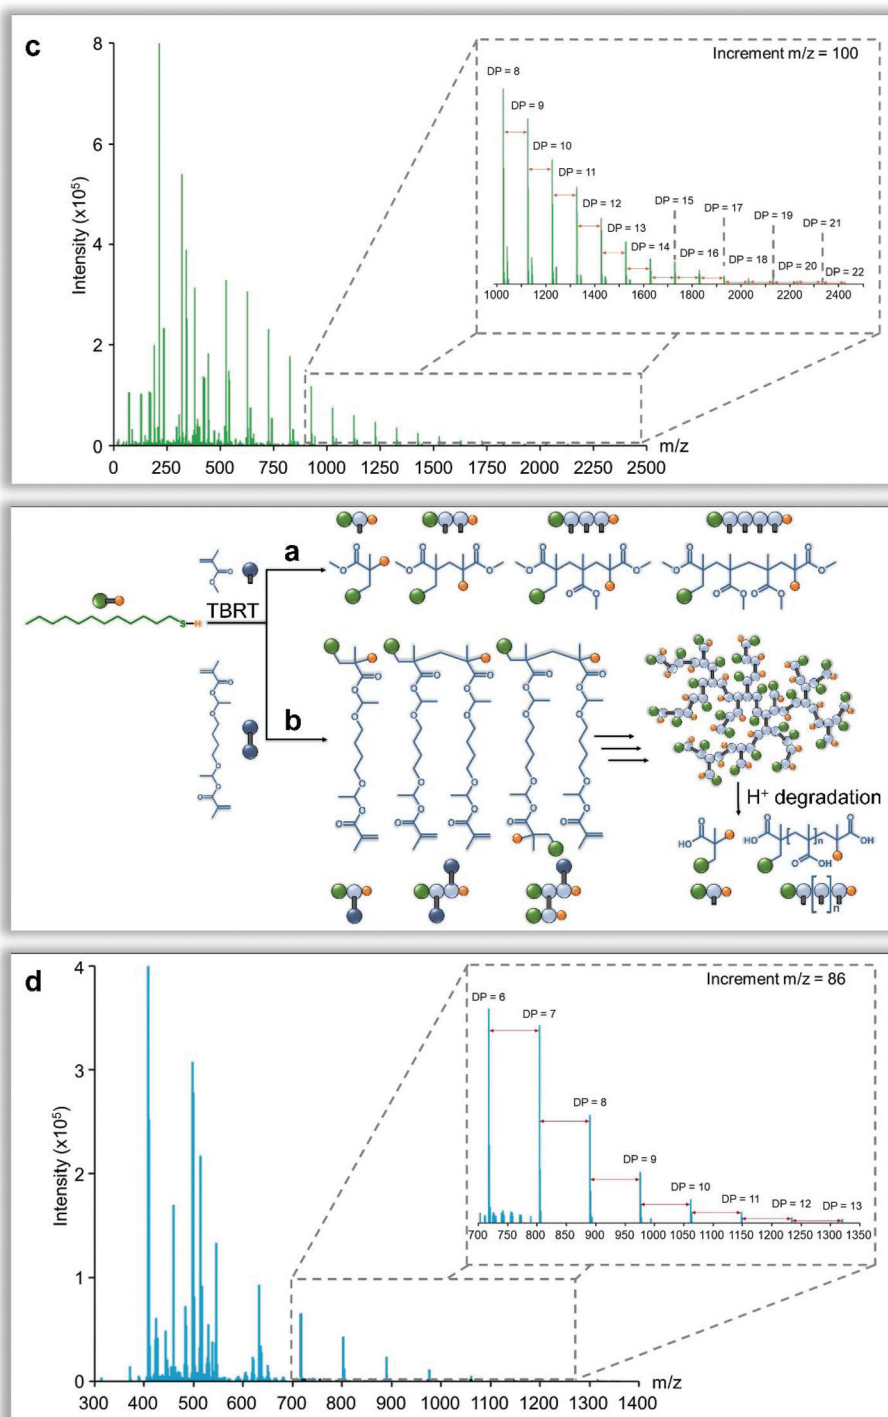 c
Increment m/z = 100
DP = 8
DP = 9
DP = 10
DP = 11
DP = 12
DP = 13
DP = 14
DP = 15
DP = 16
DP = 17
DP = 18
DP = 19
DP = 20
DP = 21
DP = 22
1000 1200 1400 1600 1800 2000 2200 2400
Intensity (x10⁵)
8
6
4
2
0
0 250 500 750 1000 1250 1500 1750 2000 2250 2500 m/z
a
TBRT
S-H
b
H⁺ degradation
HO O
HO O n O OH
O OH
n
d
Increment m/z = 86
DP = 6
DP = 7
DP = 8
DP = 9
DP = 10
DP = 11
DP = 12
DP = 13
700 750 800 850 900 950 1000 1050 1100 1150 1200 1250 1300 1350
Intensity (x10⁵)
4
3
2
1
0
300 400 500 600 700 800 900 1000 1100 1200 1300 1400 m/z